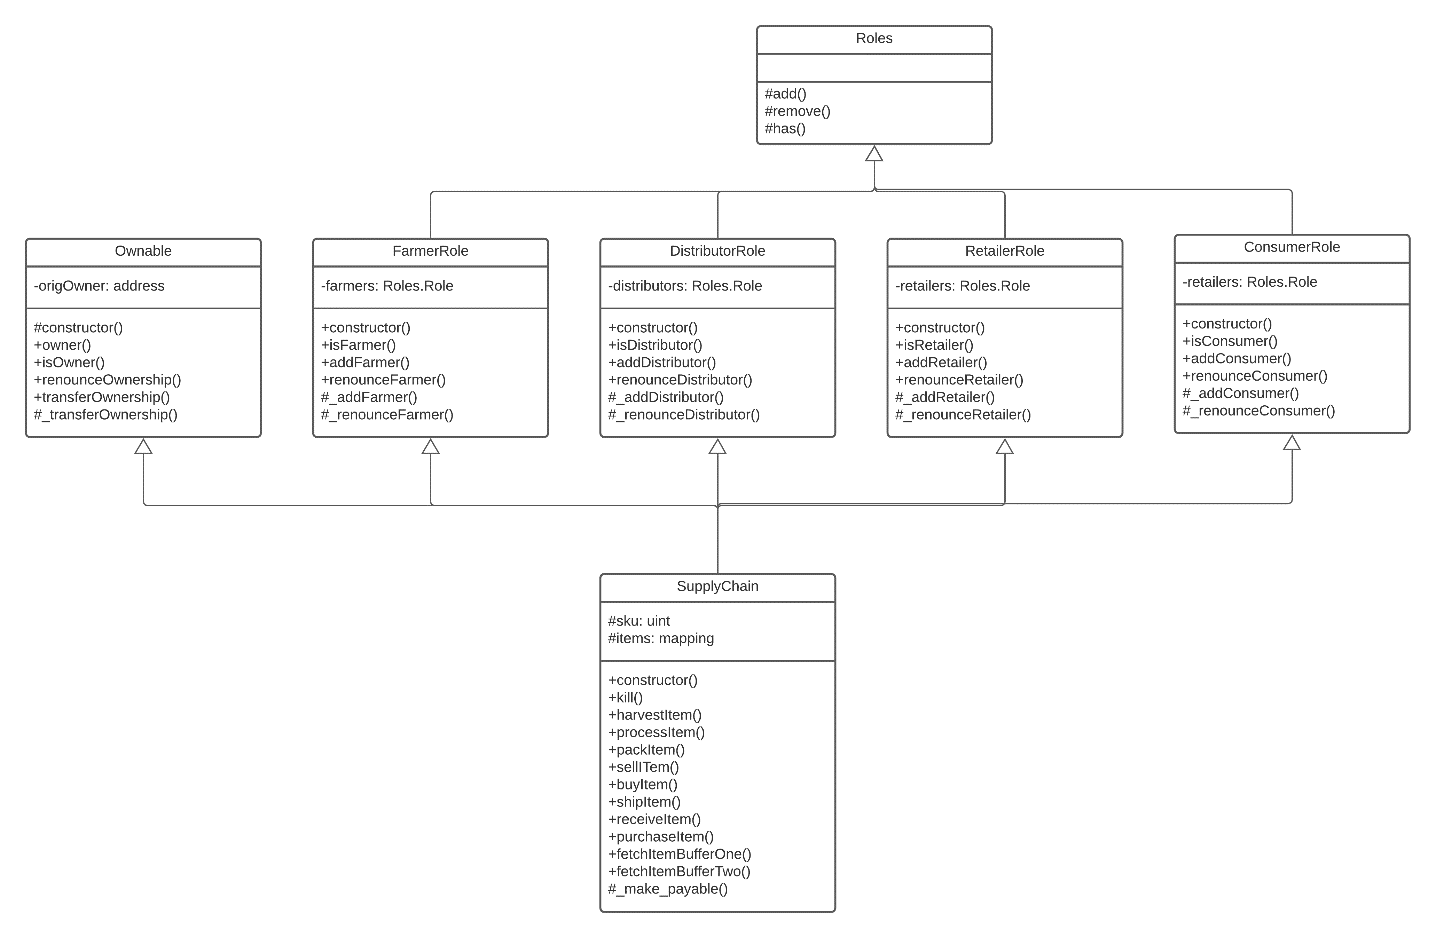 Roles
#add()
#remove()
#has()
Ownable
-origOwner: address
#constructor()
+owner()
+isOwner()
+renounceOwnership()
+transferOwnership()
#_transferOwnership()
FarmerRole
-farmers: Roles.Role
+constructor()
+isFarmer()
+addFarmer()
+renounceFarmer()
#_addFarmer()
#_renounceFarmer()
DistributorRole
-distributors: Roles.Role
+constructor()
+isDistributor()
+addDistributor()
+renounceDistributor()
#_addDistributor()
#_renounceDistributor()
RetailerRole
-retailers: Roles.Role
+constructor()
+isRetailer()
+addRetailer()
+renounceRetailer()
#_addRetailer()
#_renounceRetailer()
ConsumerRole
-retailers: Roles.Role
+constructor()
+isConsumer()
+addConsumer()
+renounceConsumer()
#_addConsumer()
#_renounceConsumer()
SupplyChain
#sku: uint
#items: mapping
+constructor()
+kill()
+harvestItem()
+processItem()
+packItem()
+sellITem()
+buyItem()
+shipItem()
+receiveItem()
+purchaseItem()
+fetchItemBufferOne()
+fetchItemBufferTwo()
#_make_payable()